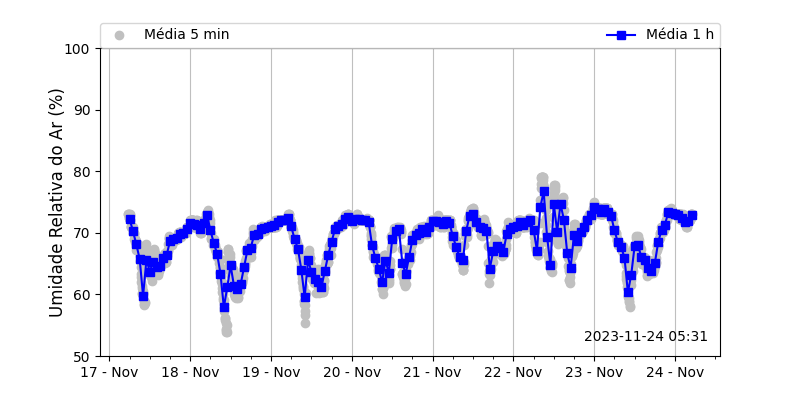 Média 5 min
Média 1 h
100
90
80
70
60
50
Umidade Relativa do Ar (%)
2023-11-24 05:31
17 - Nov
18 - Nov
19 - Nov
20 - Nov
21 - Nov
22 - Nov
23 - Nov
24 - Nov